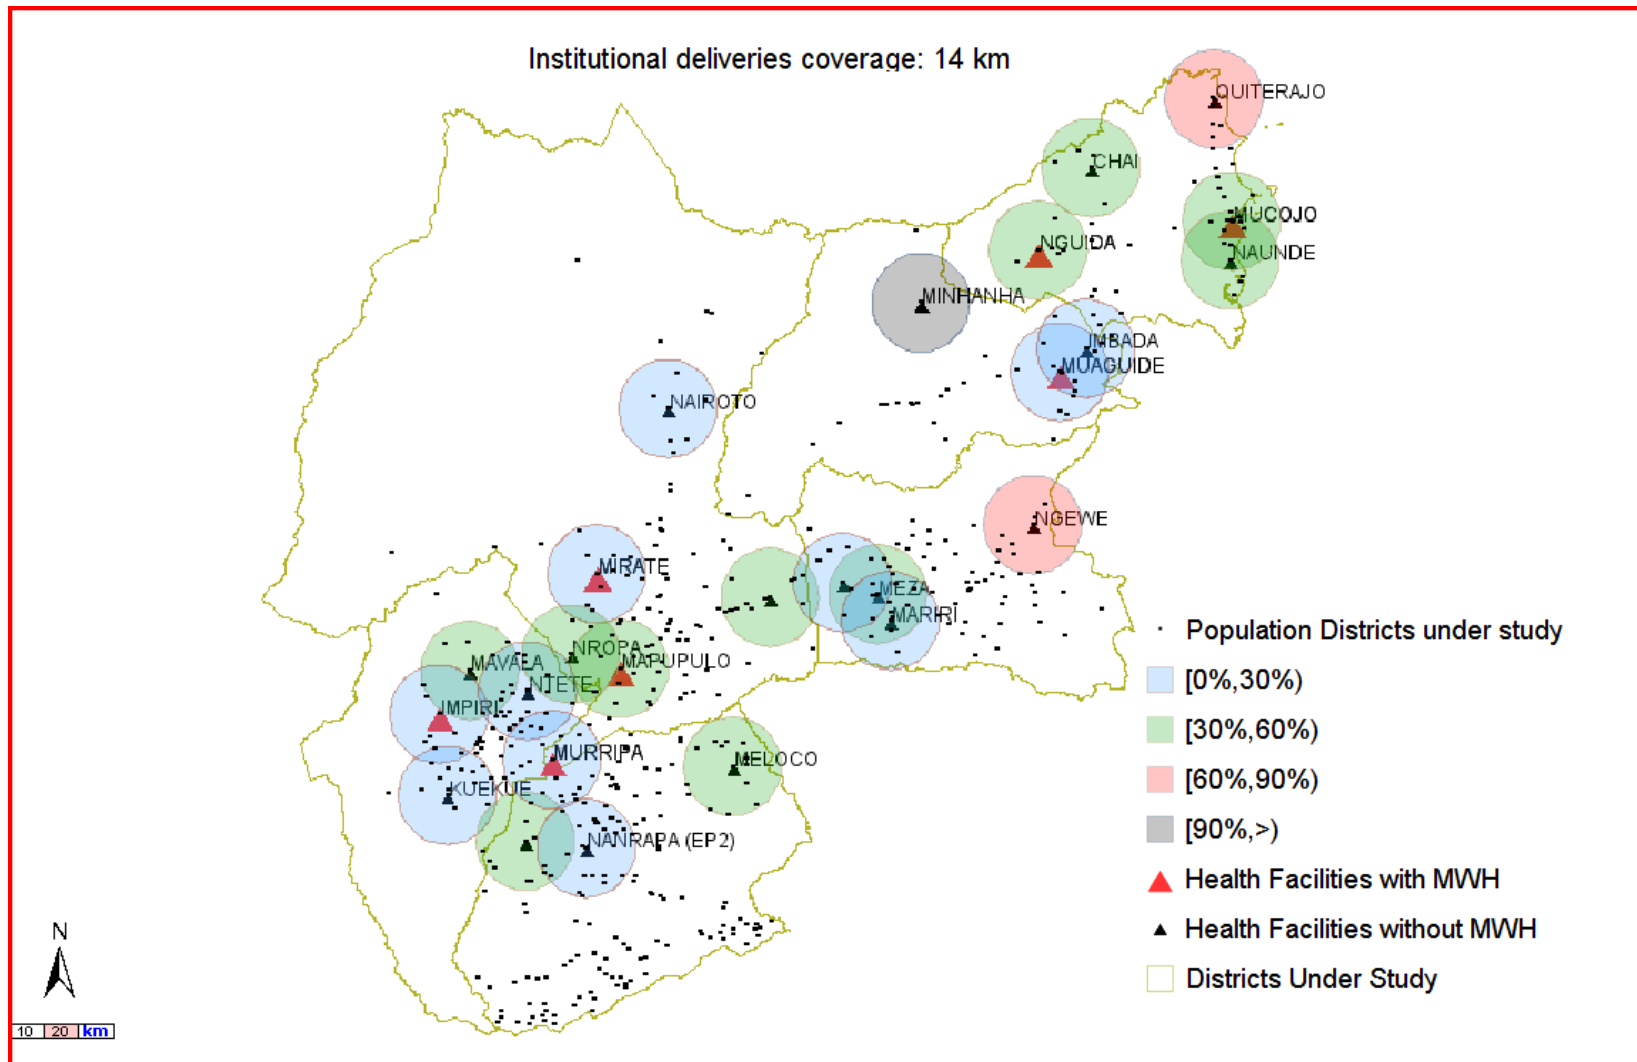 Institutional deliveries coverage: 14 km
QUITERAJO
CHAI
MUCOJO
NGUIDA
NAUNDE
MINHANHA
IMBADA
MUAGUIDE
NAIROTO
NGEWE
MIRATE
MEZA
MARIRI
NROPA
MAPUPULO
MAVALA
NTETE
IMPIRI
MURRIPA
MELOCO
KUEKUE
NANRAPA (EP2)
Population Districts under study
[0%,30%)
[30%,60%)
[60%,90%)
[90%,>)
Health Facilities with MWH
Health Facilities without MWH
Districts Under Study
N
10 20 km